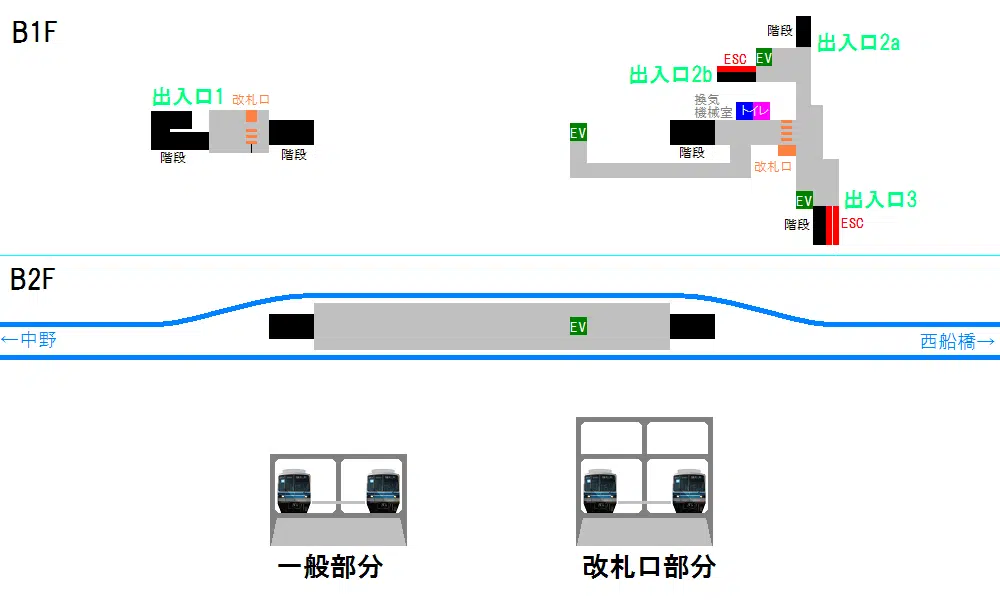 B1F
階段
出入口2a
ESC
EV
出入口2b
出入口1
改札口
換気
機械室
トイレ
EV
階段
階段
階段
改札口
EV
出入口3
階段
ESC
B2F
EV
←中野
西船橋→
一般部分
改札口部分